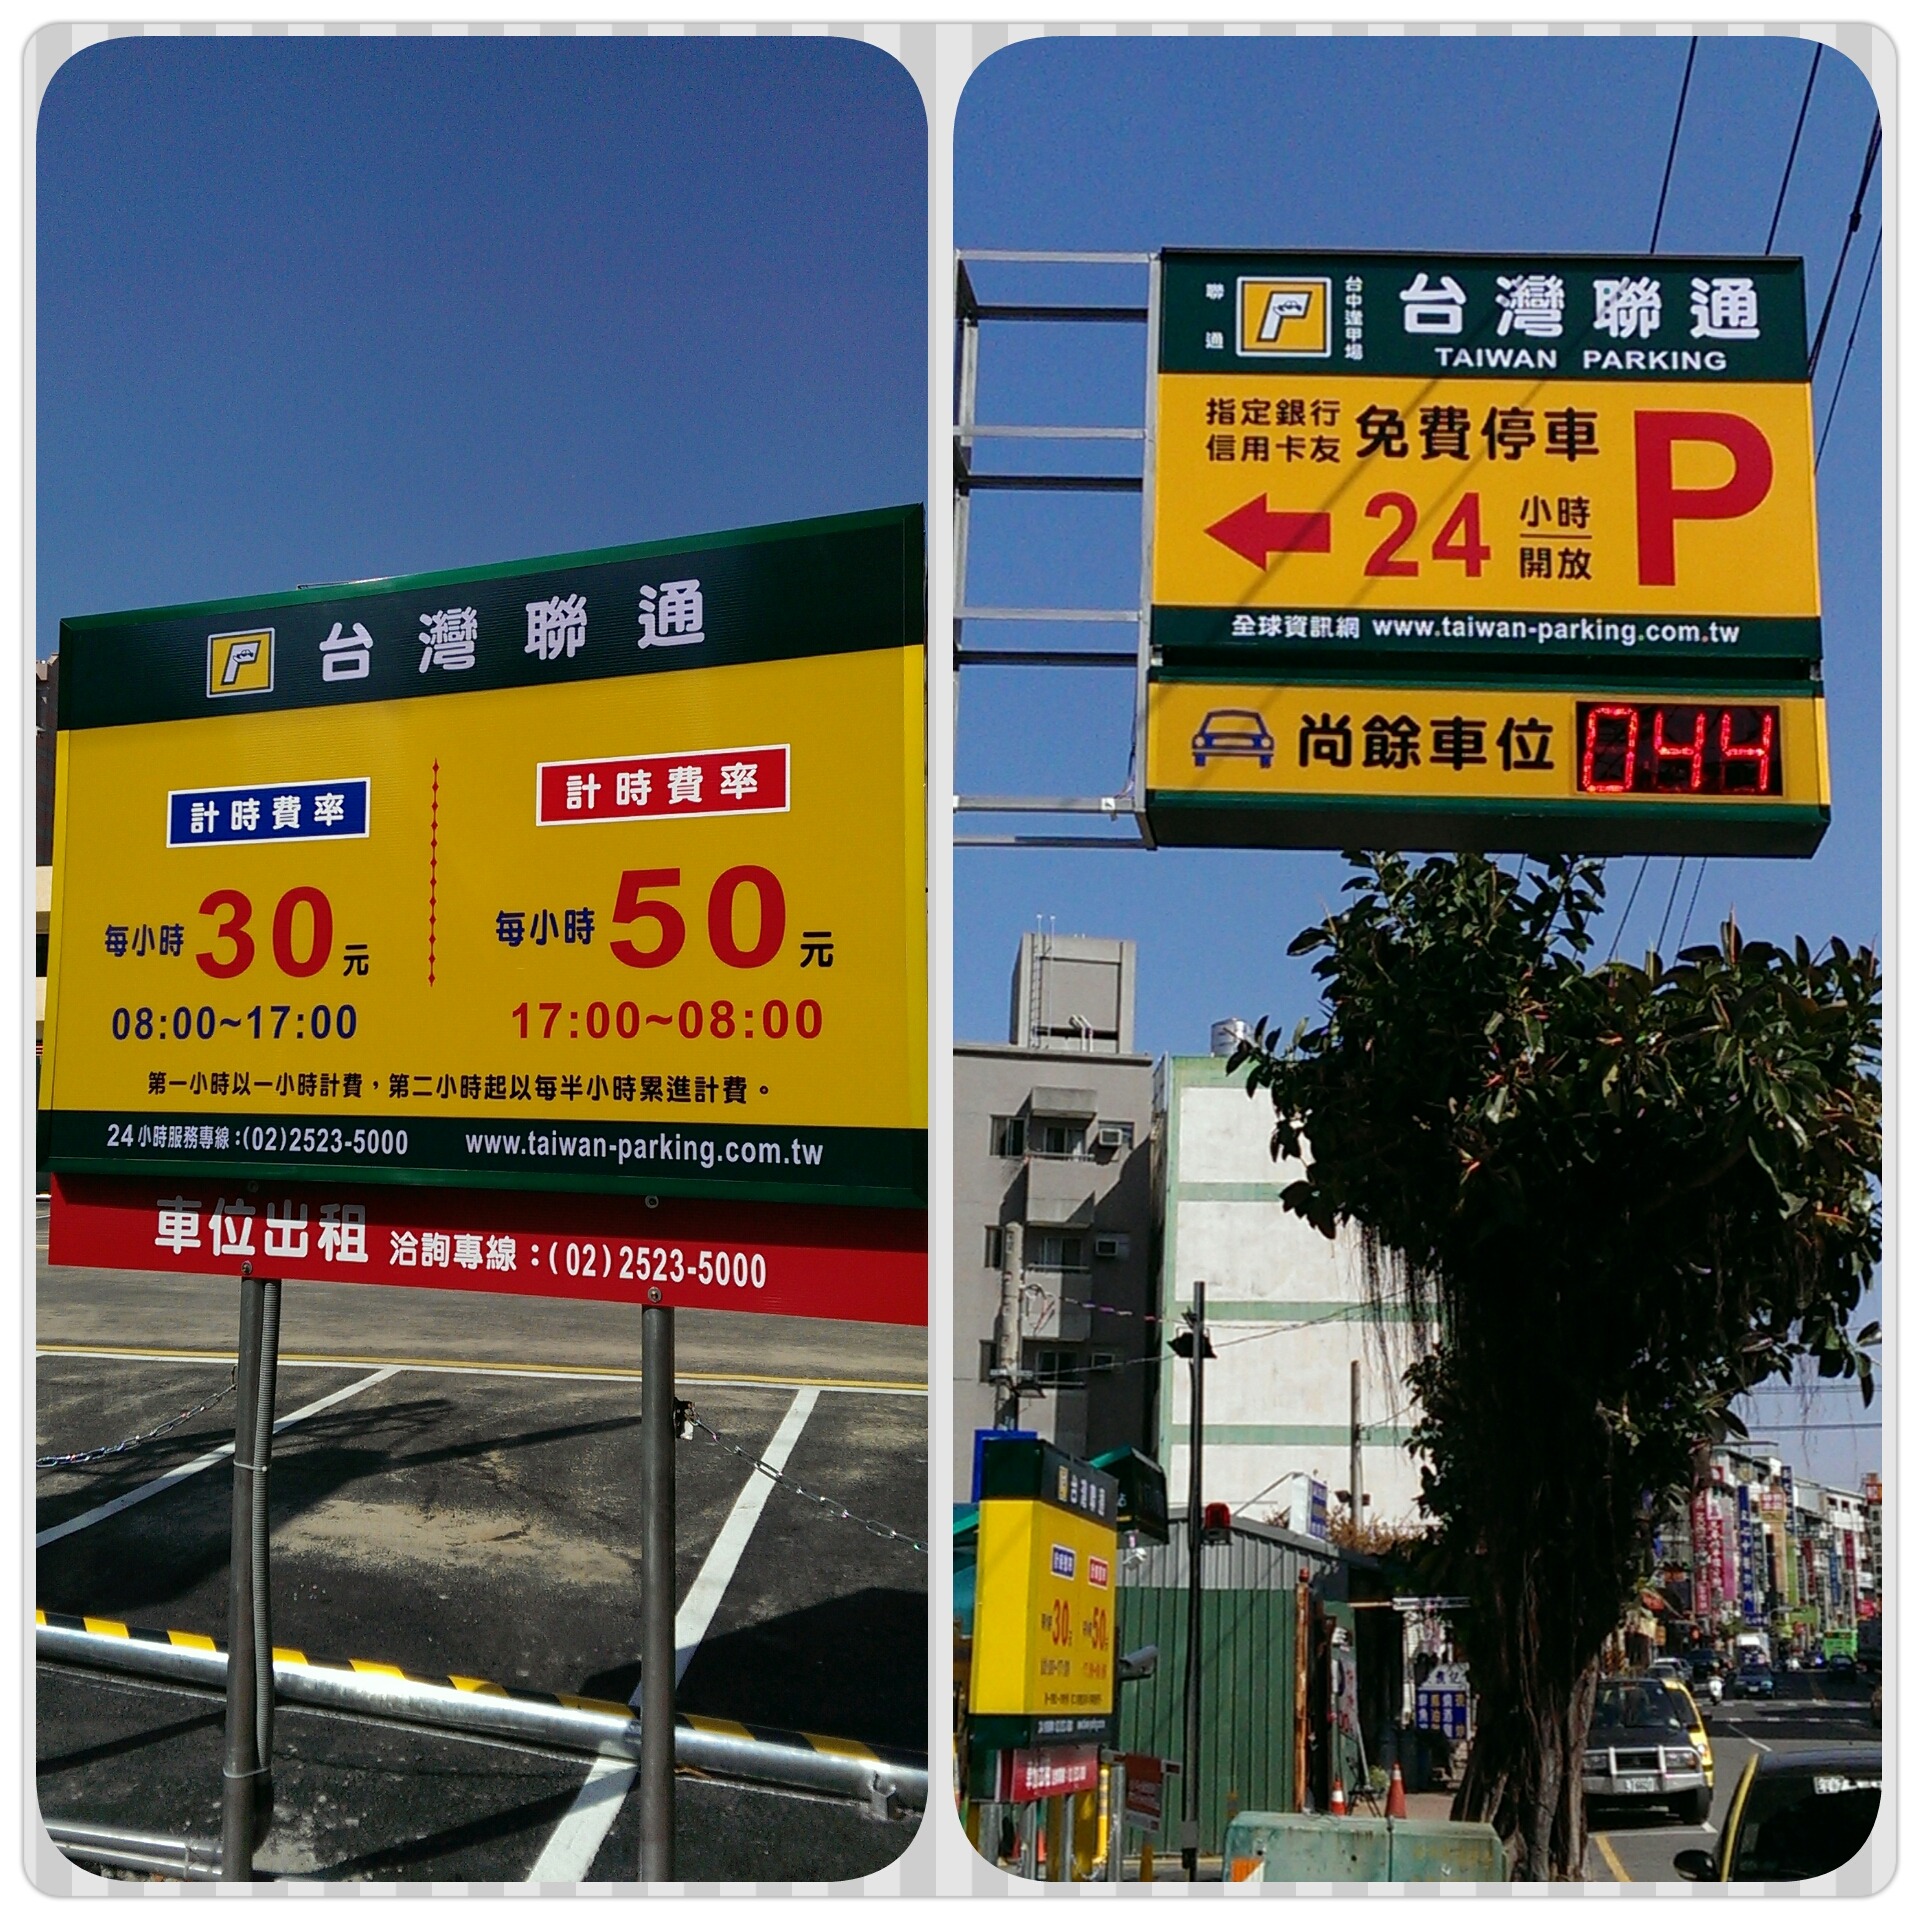 台灣聯通
計時費率
每小時30元
08:00~17:00
計時費率
每小時50元
17:00~08:00
第一小時以一小時計費，第二小時起以每半小時累進計費。
24小時服務專線:(02)2523-5000
www.taiwan-parking.com.tw
車位出租 洽詢專線：(02)2523-5000
聯通
台中逢甲場
台灣聯通
TAIWAN PARKING
指定銀行
信用卡友
免費停車
P
24
小時
開放
全球資訊網 www.taiwan-parking.com.tw
尚餘車位 044
台灣聯通
30
50